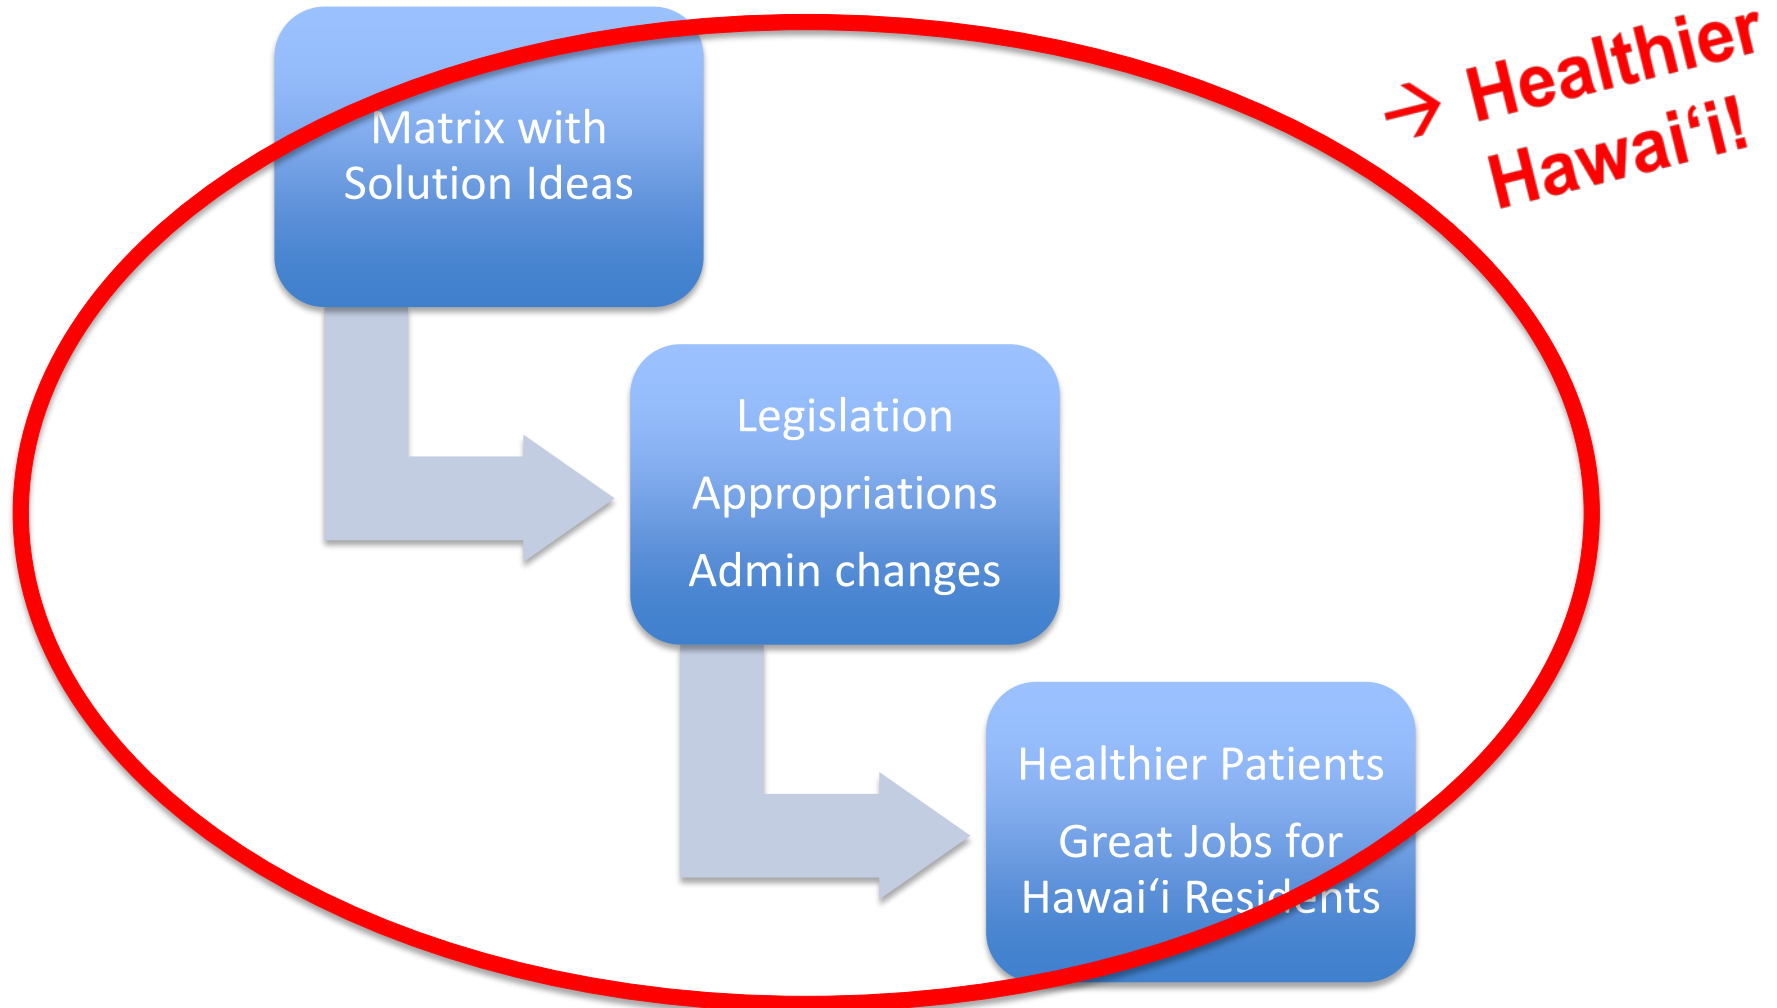 Matrix with
Solution Ideas
→ Healthier
Hawai‘i!
Legislation
Appropriations
Admin changes
Healthier Patients
Great Jobs for
Hawai‘i Residents